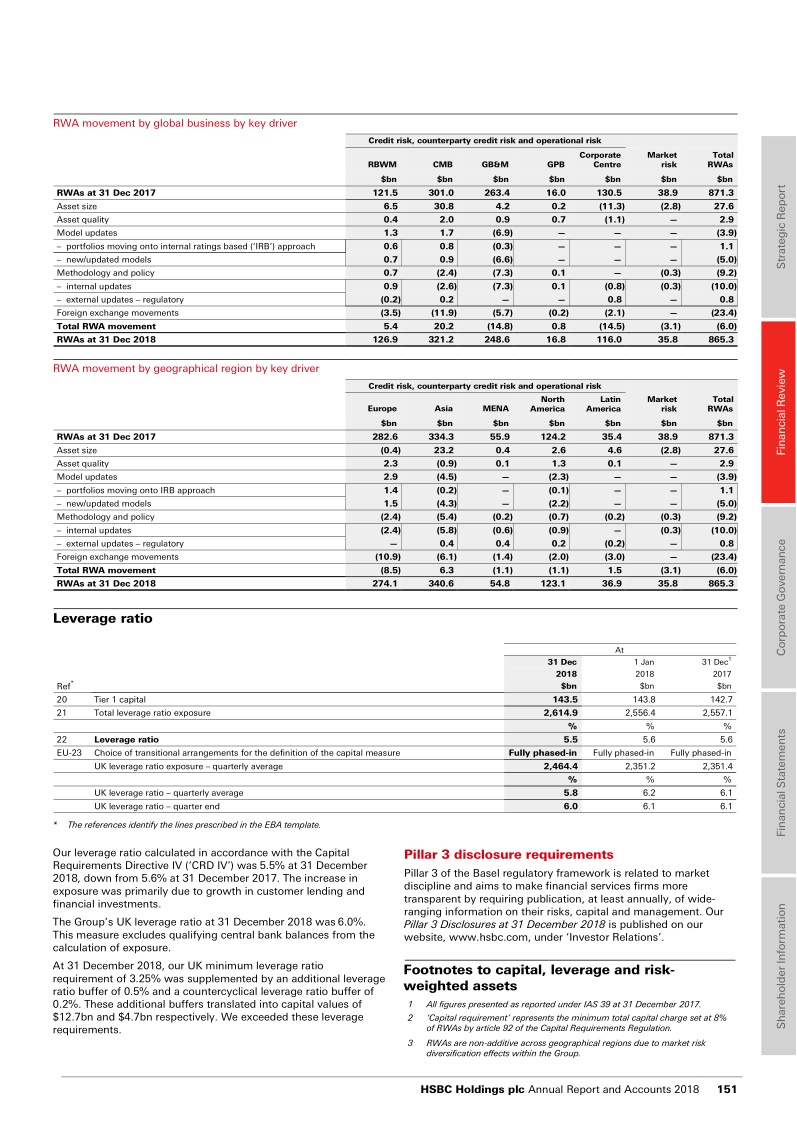 RWA movement by global business by key driver
Credit risk, counterparty credit risk and operational risk
RBWM CMB GB&M GPB Corporate Centre Market risk Total RWAs
$bn $bn $bn $bn $bn $bn $bn
RWAs at 31 Dec 2017 121.5 301.0 263.4 16.0 130.5 38.9 871.3
Asset size 6.5 30.8 4.2 0.2 (11.3) (2.8) 27.6
Asset quality 0.4 2.0 0.9 0.7 (1.1) — 2.9
Model updates 1.3 1.7 (6.9) — — — (3.9)
– portfolios moving onto internal ratings based ('IRB') approach 0.6 0.8 (0.3) — — — 1.1
– new/updated models 0.7 0.9 (6.6) — — — (5.0)
Methodology and policy 0.7 (2.4) (7.3) 0.1 — (0.3) (9.2)
– internal updates 0.9 (2.6) (7.3) 0.1 (0.8) (0.3) (10.0)
– external updates – regulatory (0.2) 0.2 — — 0.8 — 0.8
Foreign exchange movements (3.5) (11.9) (5.7) (0.2) (2.1) — (23.4)
Total RWA movement 5.4 20.2 (14.8) 0.8 (14.5) (3.1) (6.0)
RWAs at 31 Dec 2018 126.9 321.2 248.6 16.8 116.0 35.8 865.3
RWA movement by geographical region by key driver
Credit risk, counterparty credit risk and operational risk
Europe Asia MENA North America Latin America Market risk Total RWAs
$bn $bn $bn $bn $bn $bn $bn
RWAs at 31 Dec 2017 282.6 334.3 55.9 124.2 35.4 38.9 871.3
Asset size (0.4) 23.2 0.4 2.6 4.6 (2.8) 27.6
Asset quality 2.3 (0.9) 0.1 1.3 0.1 — 2.9
Model updates 2.9 (4.5) — (2.3) — — (3.9)
– portfolios moving onto IRB approach 1.4 (0.2) — (0.1) — — 1.1
– new/updated models 1.5 (4.3) — (2.2) — — (5.0)
Methodology and policy (2.4) (5.4) (0.2) (0.7) (0.2) (0.3) (9.2)
– internal updates (2.4) (5.8) (0.6) (0.9) — (0.3) (10.0)
– external updates – regulatory — 0.4 0.4 0.2 (0.2) — 0.8
Foreign exchange movements (10.9) (6.1) (1.4) (2.0) (3.0) — (23.4)
Total RWA movement (8.5) 6.3 (1.1) (1.1) 1.5 (3.1) (6.0)
RWAs at 31 Dec 2018 274.1 340.6 54.8 123.1 36.9 35.8 865.3
Leverage ratio
At
31 Dec 1 Jan 31 Dec1
2018 2018 2017
Ref* $bn $bn $bn
20 Tier 1 capital 143.5 143.8 142.7
21 Total leverage ratio exposure 2,614.9 2,556.4 2,557.1
% % %
22 Leverage ratio 5.5 5.6 5.6
EU-23 Choice of transitional arrangements for the definition of the capital measure Fully phased-in Fully phased-in Fully phased-in
UK leverage ratio exposure – quarterly average 2,464.4 2,351.2 2,351.4
% % %
UK leverage ratio – quarterly average 5.8 6.2 6.1
UK leverage ratio – quarter end 6.0 6.1 6.1
* The references identify the lines prescribed in the EBA template.
Our leverage ratio calculated in accordance with the Capital
Requirements Directive IV ('CRD IV') was 5.5% at 31 December
2018, down from 5.6% at 31 December 2017. The increase in
exposure was primarily due to growth in customer lending and
financial investments.
The Group's UK leverage ratio at 31 December 2018 was 6.0%.
This measure excludes qualifying central bank balances from the
calculation of exposure.
At 31 December 2018, our UK minimum leverage ratio
requirement of 3.25% was supplemented by an additional leverage
ratio buffer of 0.5% and a countercyclical leverage ratio buffer of
0.2%. These additional buffers translated into capital values of
$12.7bn and $4.7bn respectively. We exceeded these leverage
requirements.
Pillar 3 disclosure requirements
Pillar 3 of the Basel regulatory framework is related to market
discipline and aims to make financial services firms more
transparent by requiring publication, at least annually, of wide-
ranging information on their risks, capital and management. Our
Pillar 3 Disclosures at 31 December 2018 is published on our
website, www.hsbc.com, under 'Investor Relations'.
Footnotes to capital, leverage and risk-
weighted assets
1 All figures presented as reported under IAS 39 at 31 December 2017.
2 'Capital requirement' represents the minimum total capital charge set at 8%
of RWAs by article 92 of the Capital Requirements Regulation.
3 RWAs are non-additive across geographical regions due to market risk
diversification effects within the Group.
Strategic Report
Financial Review
Corporate Governance
Financial Statements
Shareholder Information
HSBC Holdings plc Annual Report and Accounts 2018 151